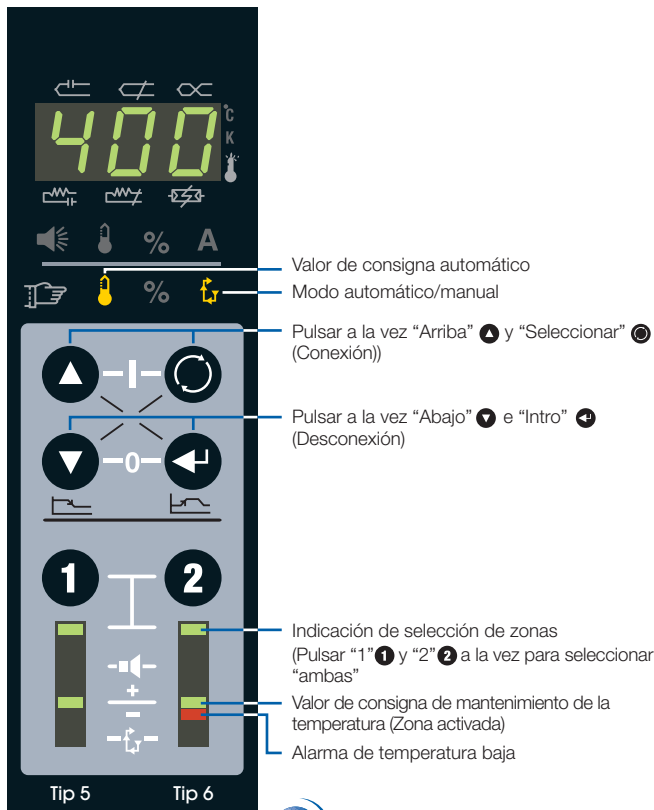 400
°C
K
% A
%
Valor de consigna automático
Modo automático/manual
Pulsar a la vez “Arriba” y “Seleccionar”
(Conexión))
Pulsar a la vez “Abajo” e “Intro”
(Desconexión)
I
0
1 2
Indicación de selección de zonas
(Pulsar “1” 1 y “2” 2 a la vez para seleccionar
“ambas”
+
-
Valor de consigna de mantenimiento de la
temperatura (Zona activada)
Alarma de temperatura baja
Tip 5 Tip 6